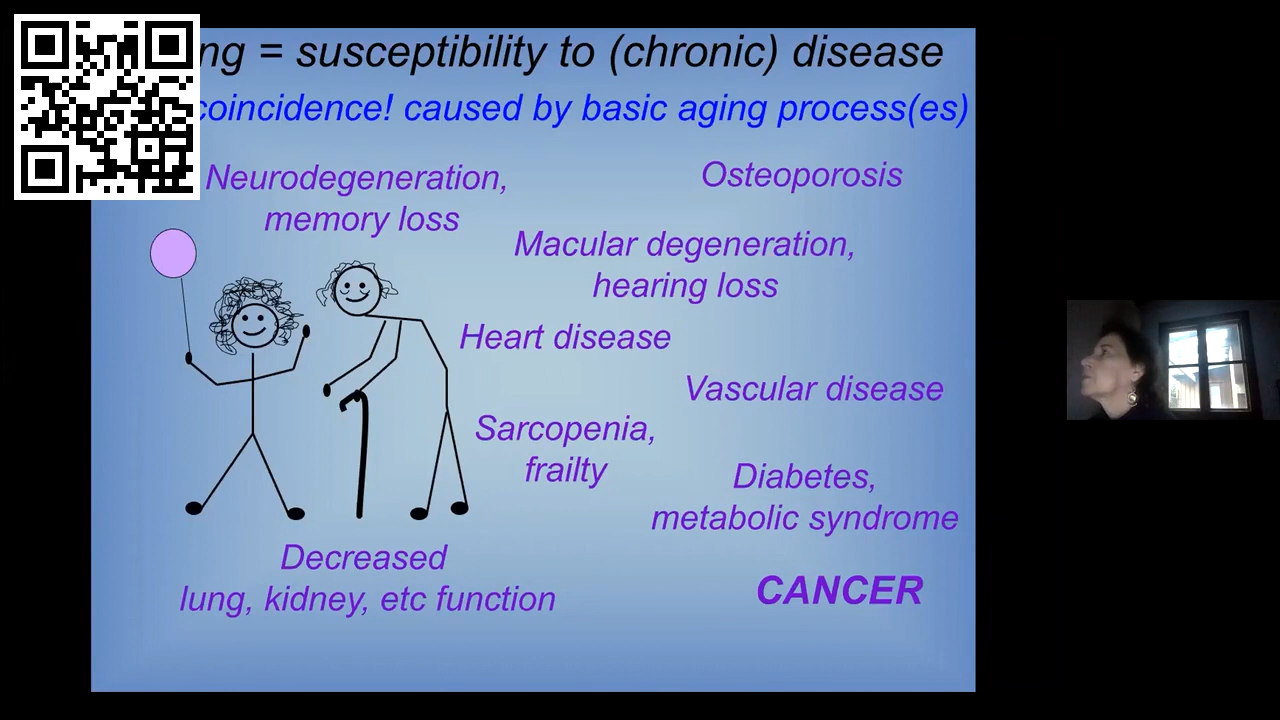 ng = susceptibility to (chronic) disease
coincidence! caused by basic aging process(es)
Neurodegeneration,
memory loss
Osteoporosis
Macular degeneration,
hearing loss
Heart disease
Vascular disease
Sarcopenia,
frailty
Diabetes,
metabolic syndrome
Decreased
lung, kidney, etc function
CANCER